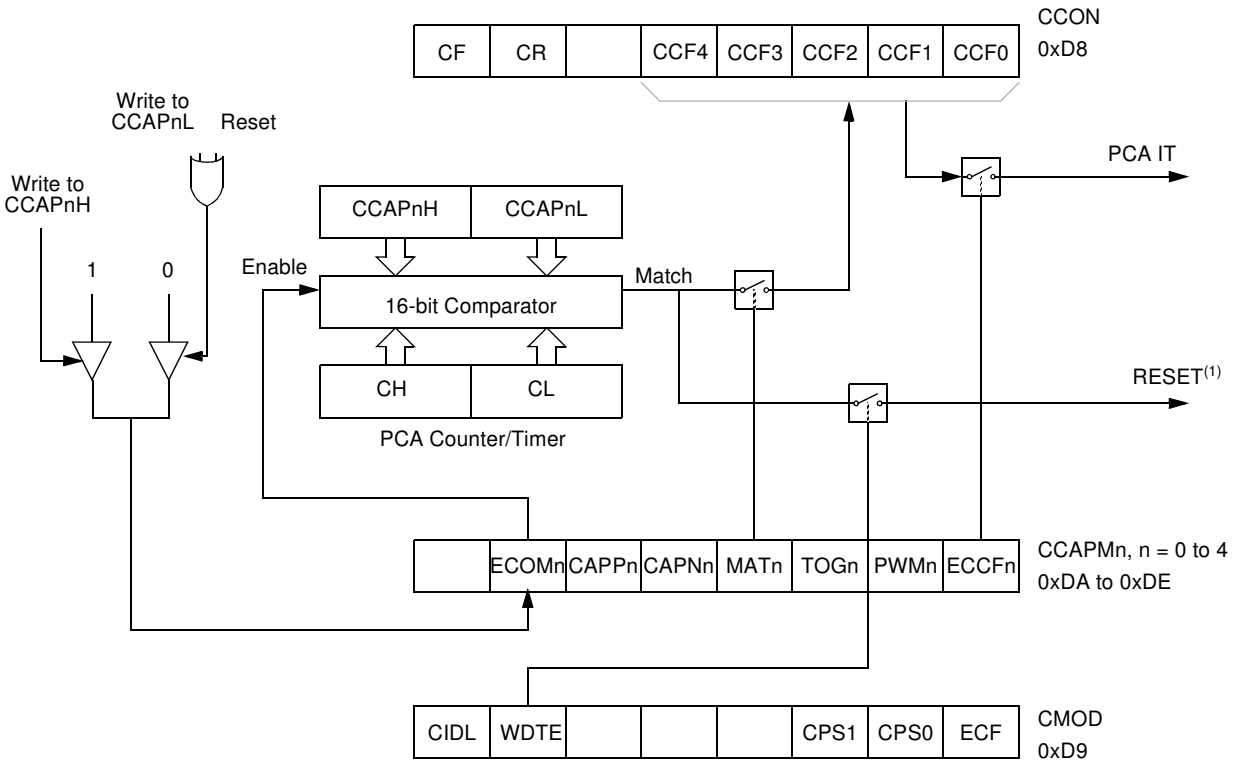 CCON
CF CR CCF4 CCF3 CCF2 CCF1 CCF0
0xD8
Write to
CCAPnL Reset
PCA IT
Write to
CCAPnH
CCAPnH CCAPnL
1 0 Enable
Match
16-bit Comparator
CH CL
RESET(1)
PCA Counter/Timer
ECOMn CAPPn CAPNn MATn TOGn PWMn ECCFn
CCAPMn, n = 0 to 4
0xDA to 0xDE
CIDL WDTE CPS1 CPS0 ECF
CMOD
0xD9